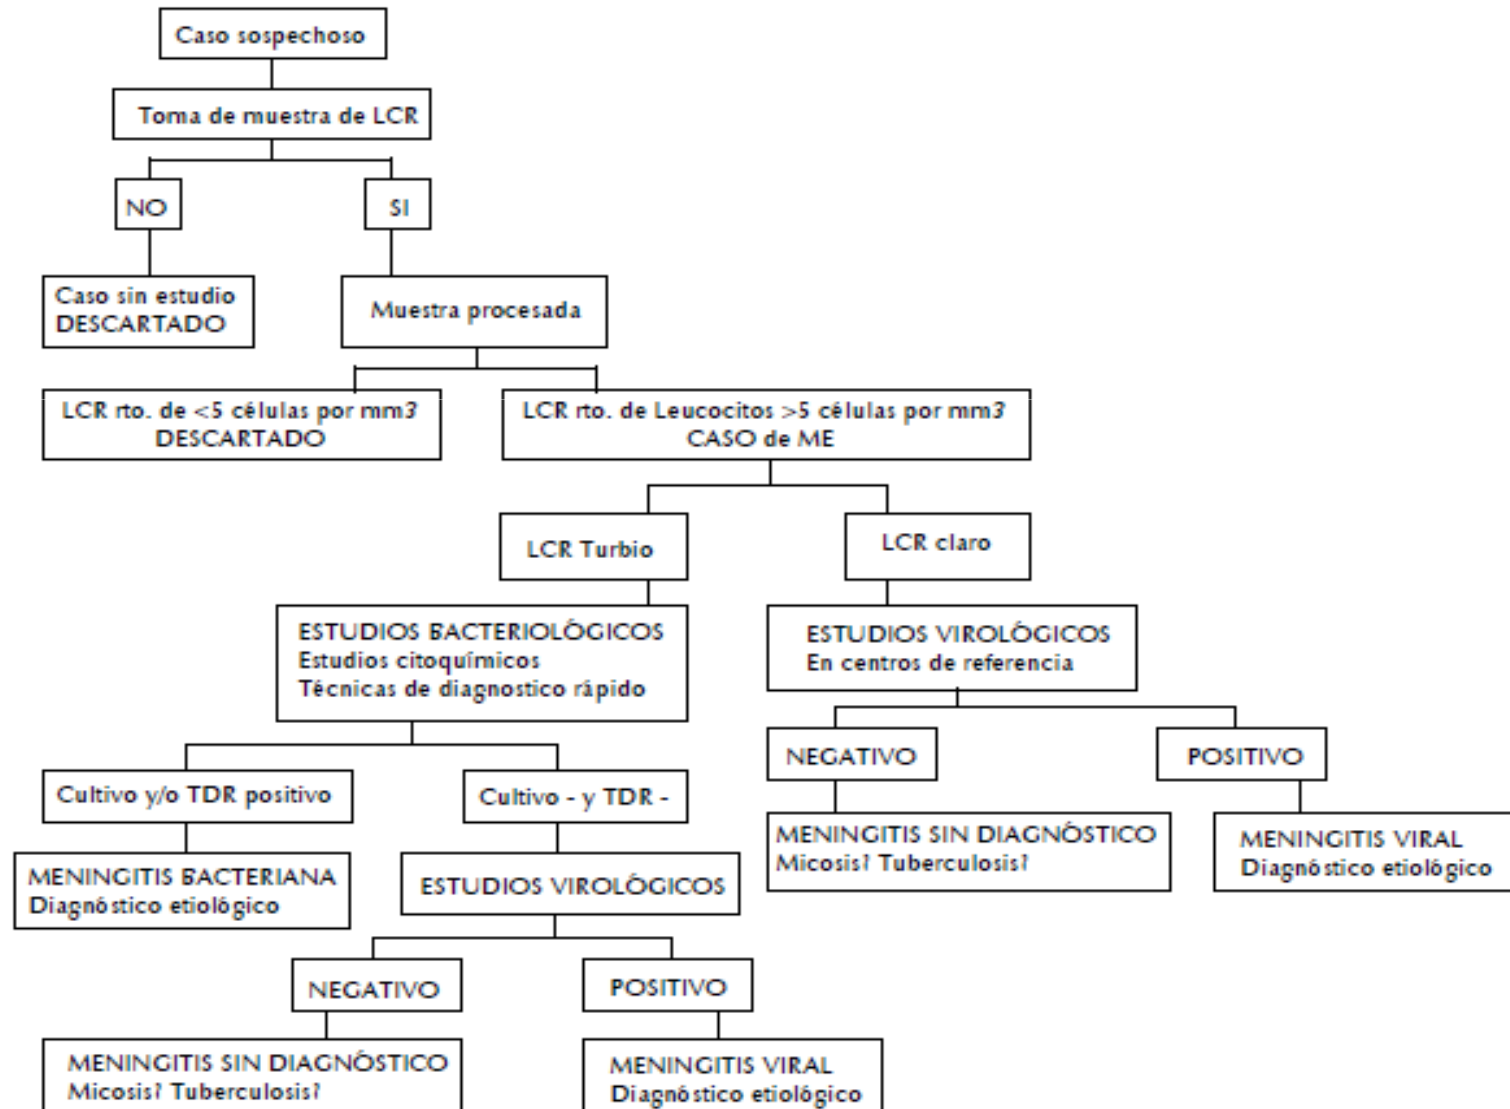 Caso sospechoso
Toma de muestra de LCR
NO
SI
Caso sin estudio
DESCARTADO
Muestra procesada
LCR rto. de <5 células por mm3
DESCARTADO
LCR rto. de Leucocitos >5 células por mm3
CASO de ME
LCR Turbio
LCR claro
ESTUDIOS BACTERIOLÓGICOS
Estudios citoquímicos
Técnicas de diagnostico rápido
ESTUDIOS VIROLÓGICOS
En centros de referencia
NEGATIVO
POSITIVO
Cultivo y/o TDR positivo
Cultivo - y TDR -
MENINGITIS SIN DIAGNÓSTICO
Micosis? Tuberculosis?
MENINGITIS VIRAL
Diagnóstico etiológico
MENINGITIS BACTERIANA
Diagnóstico etiológico
ESTUDIOS VIROLÓGICOS
NEGATIVO
POSITIVO
MENINGITIS SIN DIAGNÓSTICO
Micosis? Tuberculosis?
MENINGITIS VIRAL
Diagnóstico etiológico